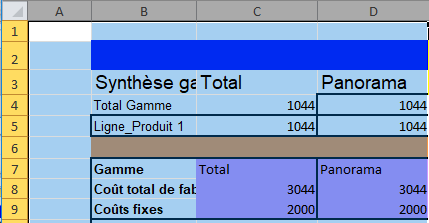 A B C D
1
2
3 Synthèse ga Total Panorama
4 Total Gamme 1044 1044
5 Ligne_Produit 1 1044 1044
6
7 Gamme Total Panorama
8 Coût total de fab 3044 3044
9 Coûts fixes 2000 2000